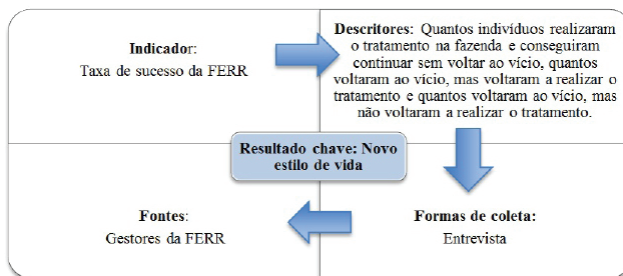 Indicador:
Taxa de sucesso da FERR
Descritores: Quantos indivíduos realizaram
o tratamento na fazenda e conseguiram
continuar sem voltar ao vício, quantos
voltaram ao vício, mas voltaram a realizar o
tratamento e quantos voltaram ao vício, mas
não voltaram a realizar o tratamento.
Resultado chave: Novo
estilo de vida
Fontes:
Gestores da FERR
Formas de coleta:
Entrevista